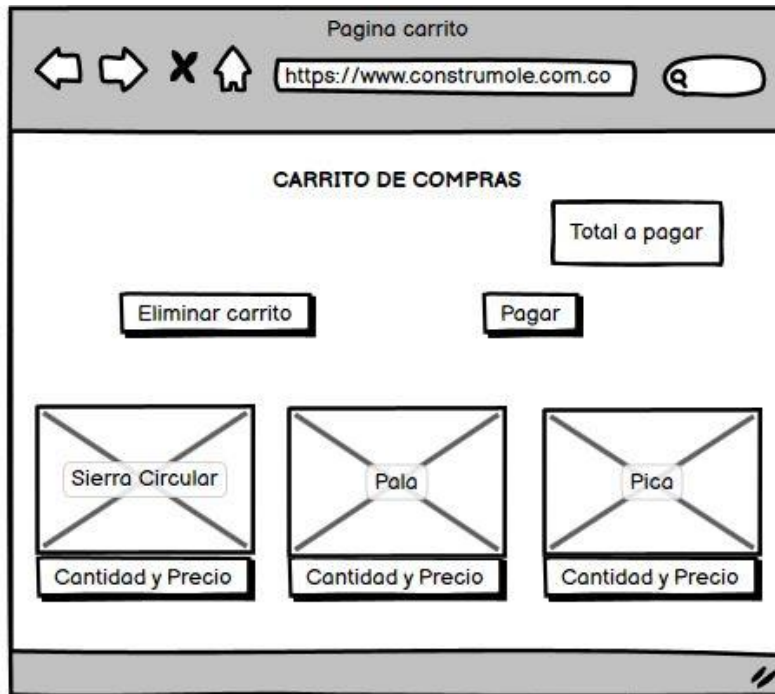 Pagina carrito
https://www.construmole.com.co
CARRITO DE COMPRAS
Total a pagar
Eliminar carrito
Pagar
Sierra Circular
Pala
Pica
Cantidad y Precio
Cantidad y Precio
Cantidad y Precio